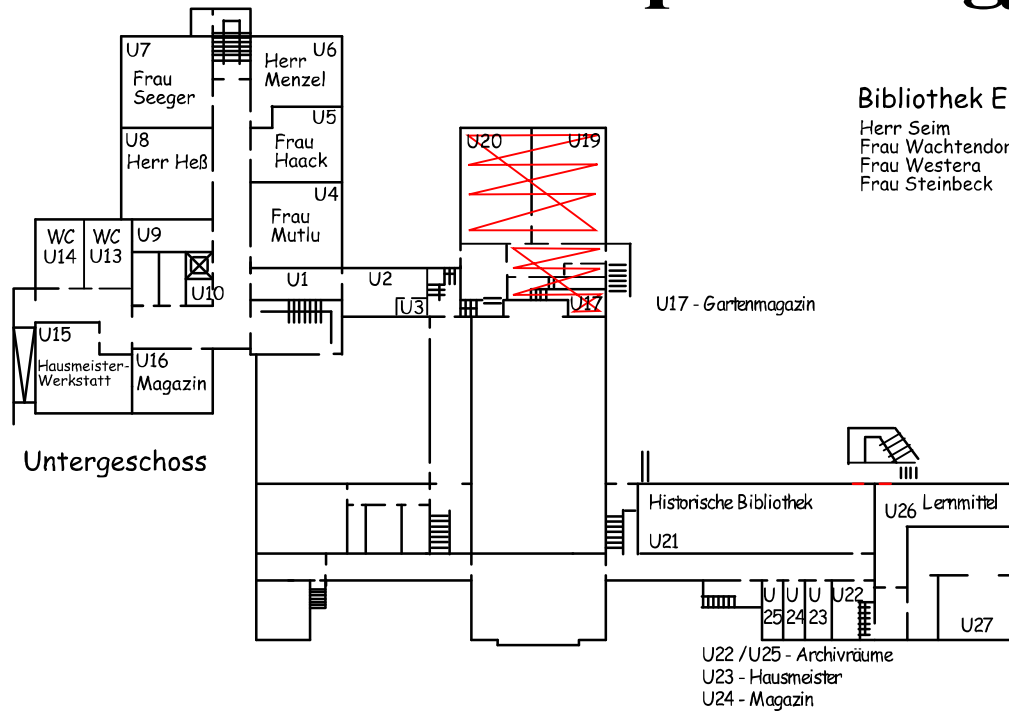 U7
U6
Frau
Seeger
Herr
Menzel
U5
U8
Herr Heß
Frau
Haack
U4
Frau
Mutlu
U20
U19
Bibliothek E
Herr Seim
Frau Wachtendor
Frau Westera
Frau Steinbeck
WC
U14
WC
U13
U9
U10
U1
U2
U3
U17
U17 - Gartenmagazin
U15
Hausmeister-
Werkstatt
U16
Magazin
Untergeschoss
Historische Bibliothek
U21
U26
Lernmittel
U
25
U
24
U
23
U22
U27
U22 /U25 - Archivräume
U23 - Hausmeister
U24 - Magazin